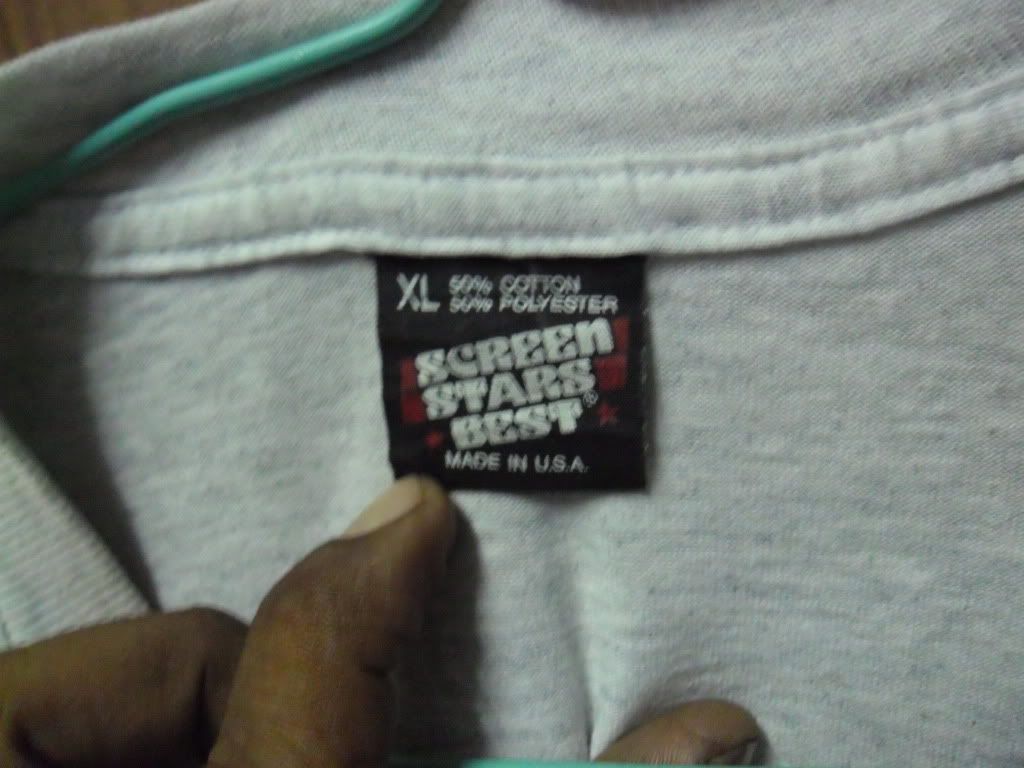 XL 50% COTTON
50% POLYESTER
SCREEN
STARS
BEST®
MADE IN U.S.A.